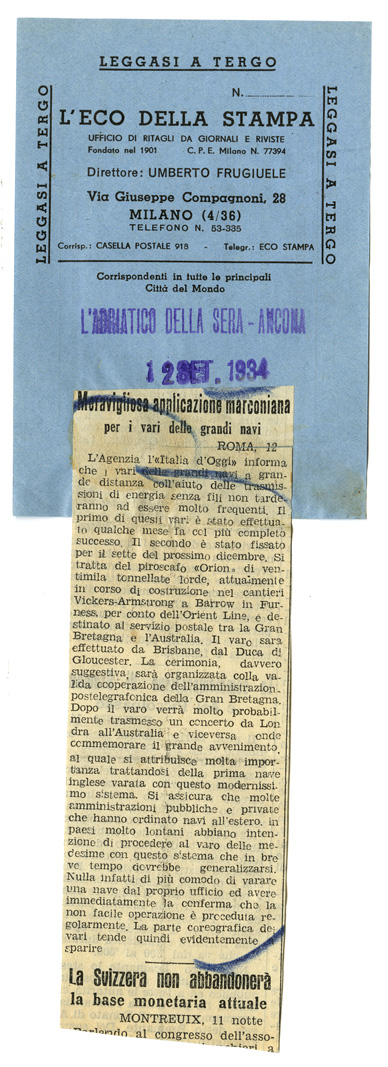 LEGGASI A TERGO
LEGGASI A TERGO
LEGGASI A TERGO
N.
L'ECO DELLA STAMPA
UFFICIO DI RITAGLI DA GIORNALI E RIVISTE
Fondato nel 1901 C. P. E. Milano N. 77394
Direttore: UMBERTO FRUGIUELE
Via Giuseppe Compagnoni, 28
MILANO (4/36)
TELEFONO N. 53-335
Corrisp.: CASELLA POSTALE 918 - Telegr.: ECO STAMPA
Corrispondenti in tutte le principali
Città del Mondo
L'ADRIATICO DELLA SERA-ANCONA
12 SET. 1934
Meravigliosa applicazione marconiana
per i vari delle grandi navi
ROMA, 12
L'Agenzia l'«Italia d'Oggi» informa
che i vari delle grandi navi a gran-
de distanza coll'aiuto delle trasmis-
sioni di energia senza fili non tarde-
ranno ad essere molto frequenti. Il
primo di questi vari è stato effettua-
to qualche mese fa col più completo
successo. Il secondo è stato fissato
per il sette del prossimo dicembre. Si
tratta del piroscafo «Orion» di ven-
timila tonnellate lorde, attualmente
in corso di costruzione nei cantieri
Vickers-Armstrong a Barrow in Fur-
ness, per conto dell'Orient Line, e de-
stinato al servizio postale tra la Gran
Bretagna e l'Australia. Il varo sarà
effettuato da Brisbane, dal Duca di
Gloucester. La cerimonia, davvero
suggestiva, sarà organizzata colla va-
lida cooperazione dell'amministrazion.
postelegrafonica della Gran Bretagna.
Dopo il varo verrà molto probabil-
mente trasmesso un concerto da Lon
dra all'Australia e viceversa onde
commemorare il grande avvenimento,
al quale si attribuisce molta impor-
tanza trattandosi della prima nave
inglese varata con questo modernissi-
mo sistema. Si assicura che molte
amministrazioni pubbliche e private
che hanno ordinato navi all'estero, in
paesi molto lontani abbiano inten-
zione di procedere al varo delle me-
desime con questo sistema che in bre
ve tempo dovrebbe generalizzarsi.
Nulla infatti di più comodo di varare
una nave dal proprio ufficio ed avere
immediatamente la conferma che la
non facile operazione è proceduta re-
golarmente. La parte coreografica dei
vari tende quindi evidentemente a
sparire
La Svizzera non abbandonerà
la base monetaria attuale
MONTREUIX, 11 notte
Parlando al congresso dell'asso-